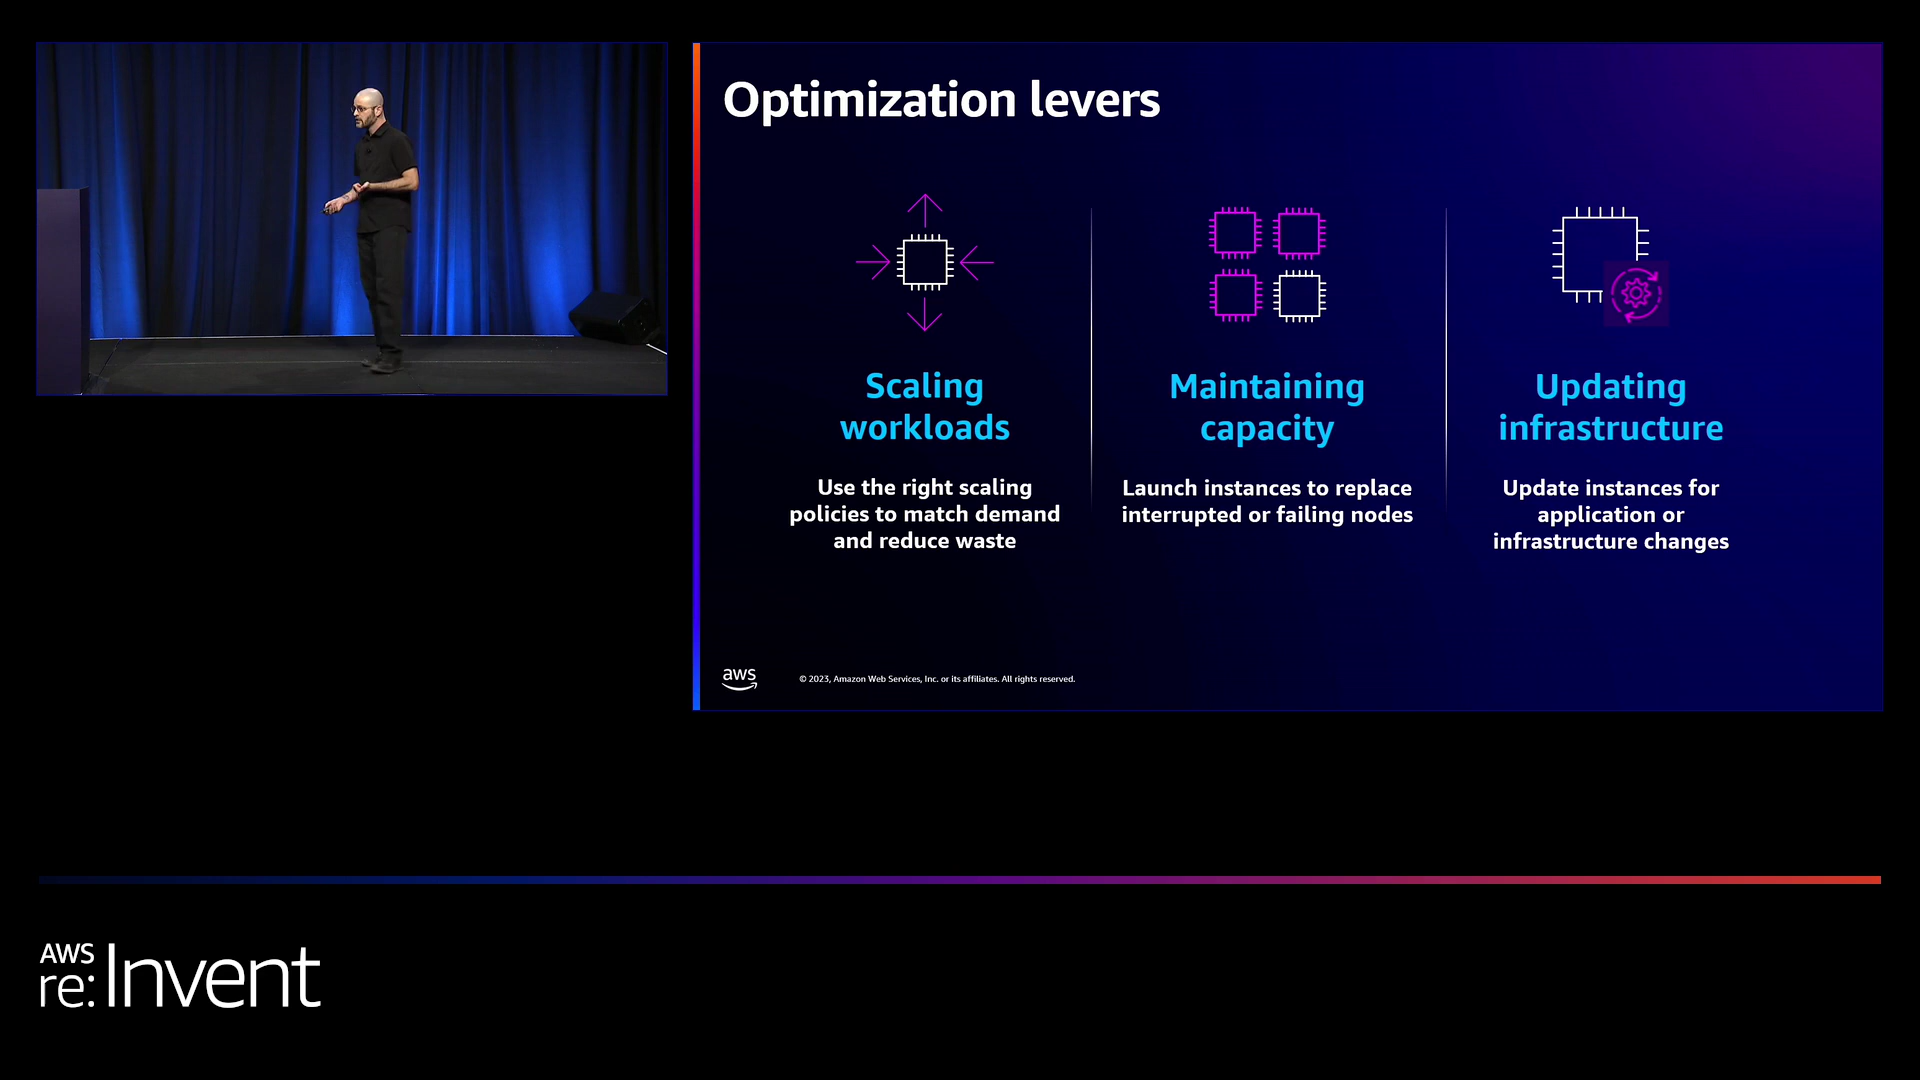 Optimization levers
Scaling
workloads
Use the right scaling
policies to match demand
and reduce waste
Maintaining
capacity
Launch instances to replace
interrupted or failing nodes
Updating
infrastructure
Update instances for
application or
infrastructure changes
aws
© 2023, Amazon Web Services, Inc. or its affiliates. All rights reserved.
AWS
re:Invent